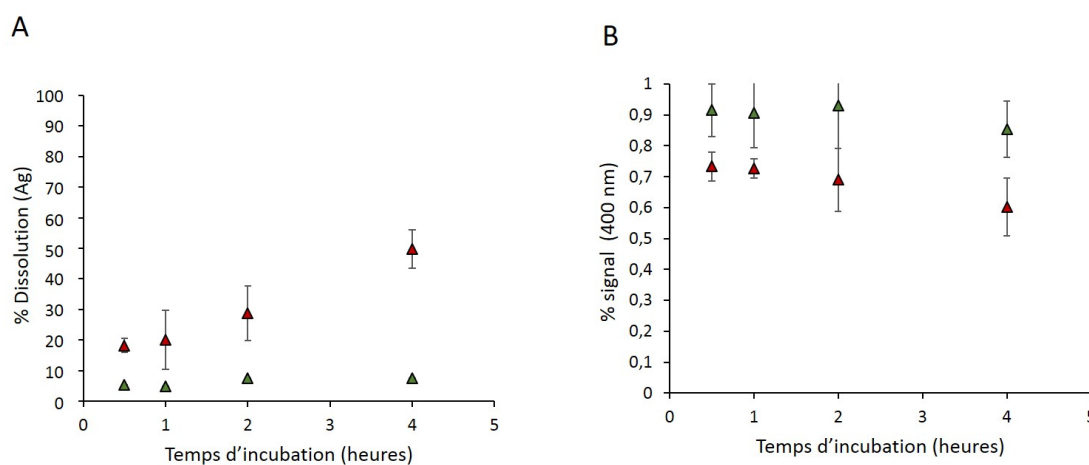 A
100
90
80
70
60
50
40
30
20
10
0
% Dissolution (Ag)
0 1 2 3 4 5
Temps d’incubation (heures)
B
1
0,9
0,8
0,7
0,6
0,5
0,4
0,3
0,2
0,1
0
% signal (400 nm)
0 1 2 3 4 5
Temps d’incubation (heures)